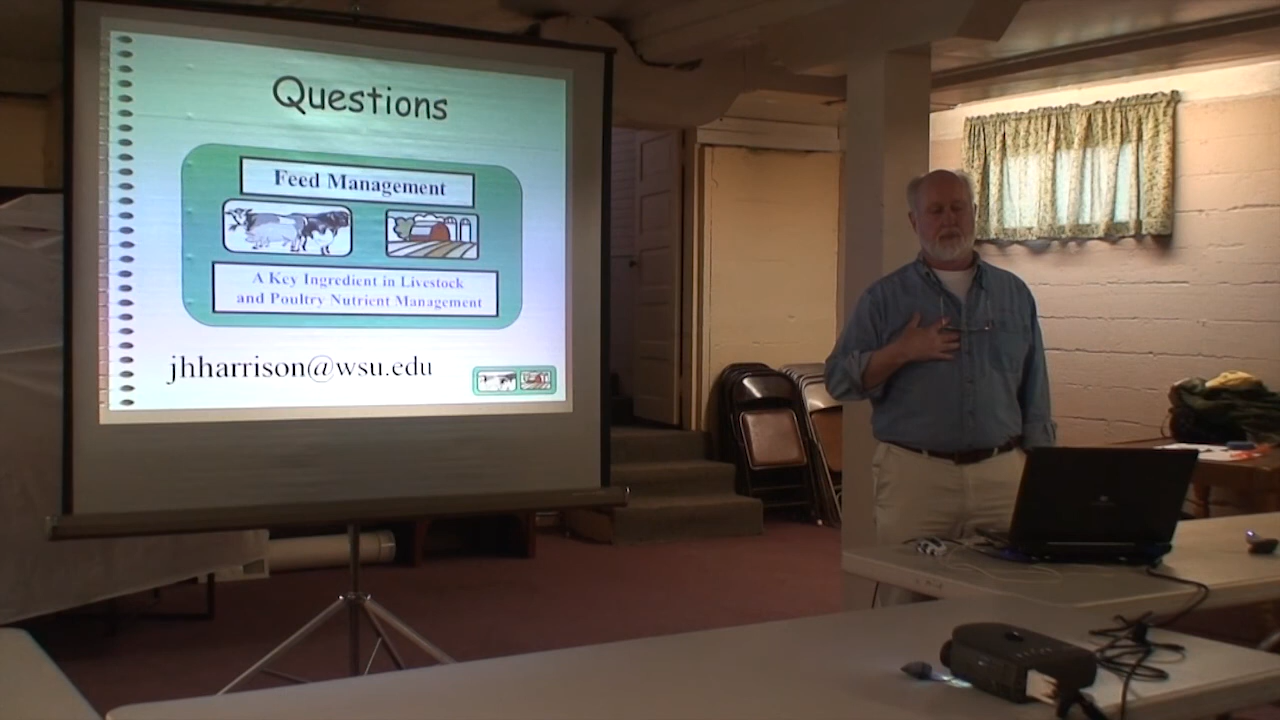 Questions
Feed Management
A Key Ingredient in Livestock
and Poultry Nutrient Management
jhharrison@wsu.edu